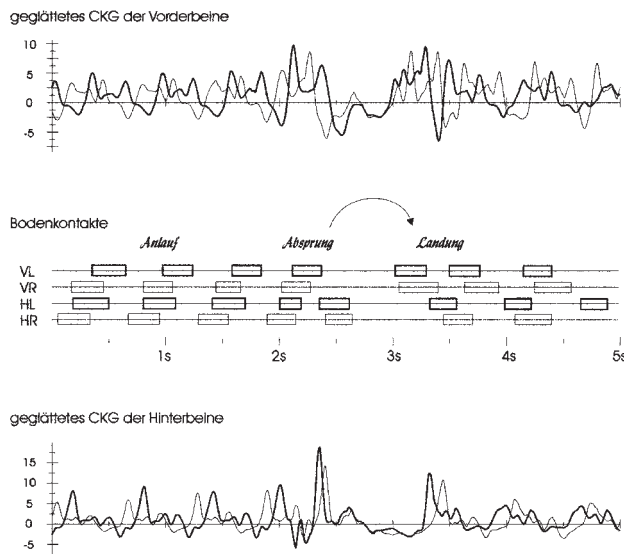 geglättetes CKG der Vorderbeine
10
5
0
-5
Bodenkontakte
Anlauf Absprung Landung
VL
VR
HL
HR
1s 2s 3s 4s 5s
geglättetes CKG der Hinterbeine
15
10
5
0
-5